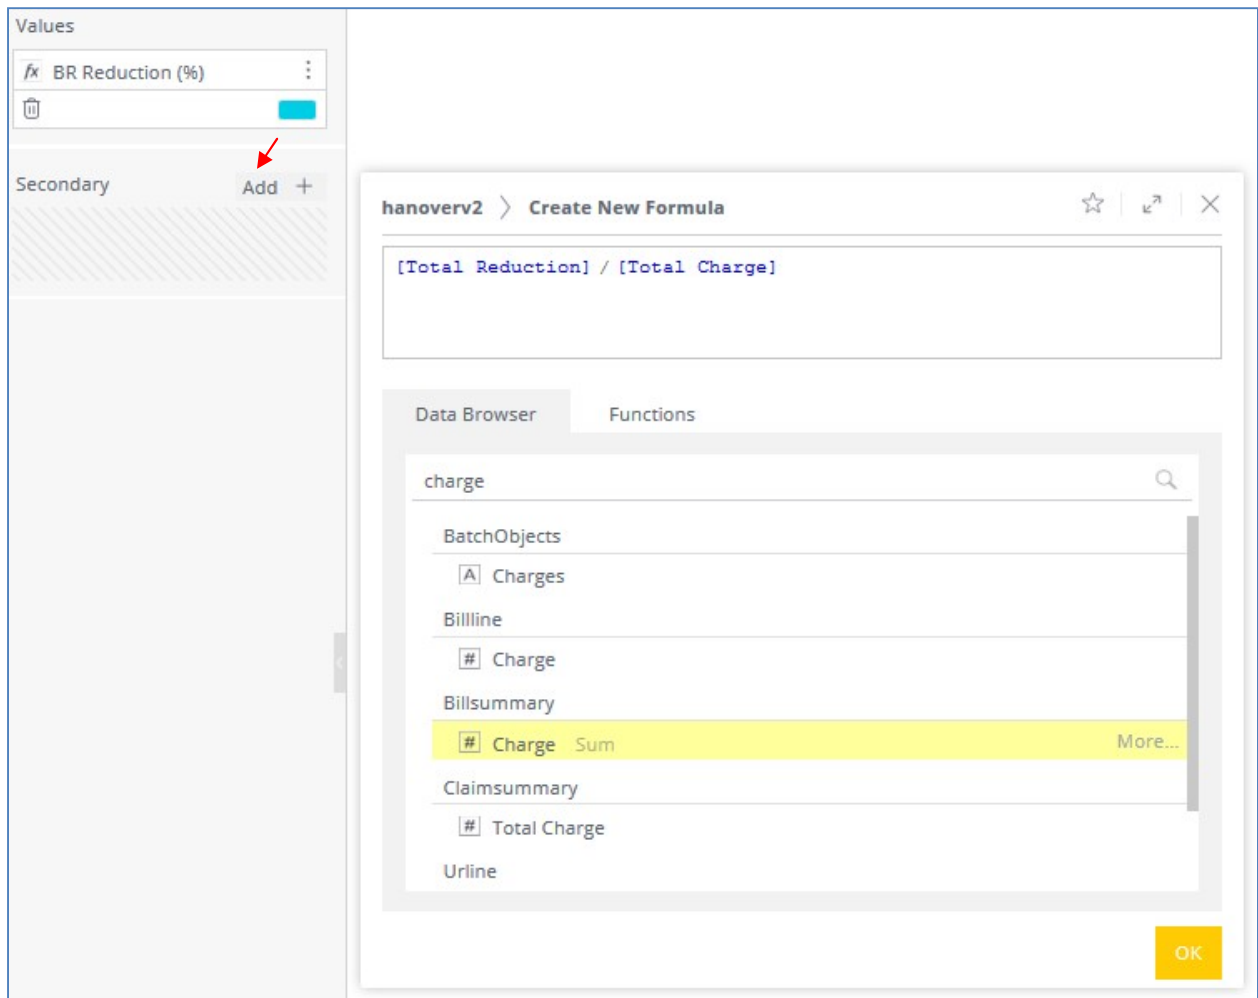 Values
fx BR Reduction (%)
Secondary
Add +
hanoverv2 > Create New Formula
[Total Reduction] / [Total Charge]
Data Browser
Functions
charge
BatchObjects
A Charges
Billline
# Charge
Billsummary
# Charge Sum More...
Claimsummary
# Total Charge
Urline
OK